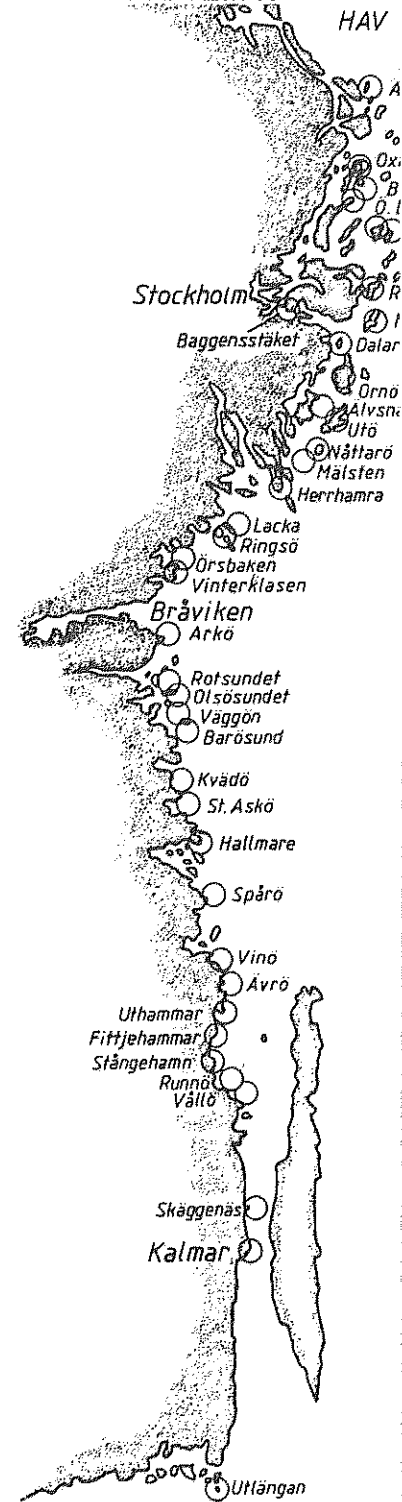 HAV
Stockholm
Baggensstäket
Ornö
Utö
Nåttarö
Mälsten
Herrhamra
Lacka
Ringsö
Örsbaken
Vinterklasen
Bråviken
Arkö
Rotsundet
Olsösundet
Väggön
Barösund
Kvädö
St. Askö
Hallmare
Spårö
Vinö
Ävrö
Uthammar
Fittjehammar
Stångehamn
Runnö
Vållö
Skäggenäs
Kalmar
Utlängan